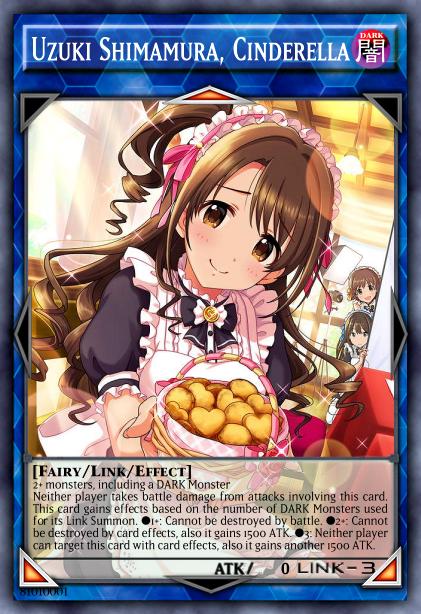 UZUKI SHIMAMURA, CINDERELLA
DARK
闇
[FAIRY/LINK/EFFECT]
2+ monsters, including a DARK Monster
Neither player takes battle damage from attacks involving this card.
This card gains effects based on the number of DARK Monsters used
for its Link Summon. ●1+: Cannot be destroyed by battle. ●2+: Cannot
be destroyed by card effects, also it gains 1500 ATK. ●3: Neither player
can target this card with card effects, also it gains another 1500 ATK.
ATK/ 0 LINK-3
81010001